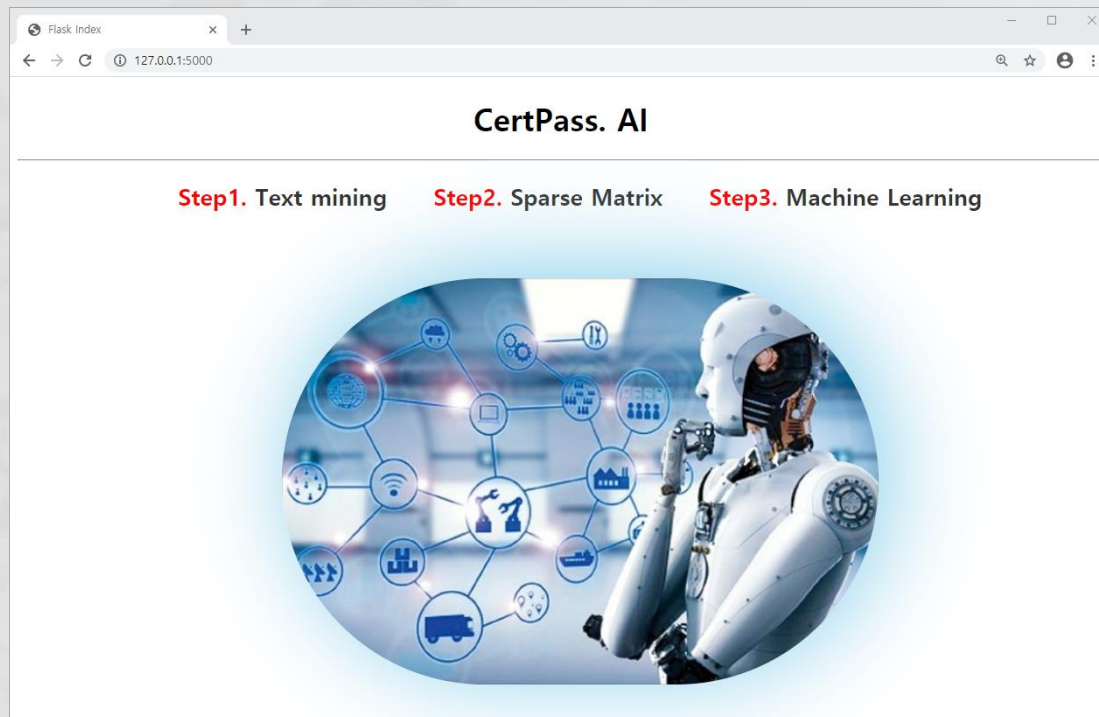 Flask Index
127.0.0.1:5000
CertPass. AI
Step1. Text mining Step2. Sparse Matrix Step3. Machine Learning